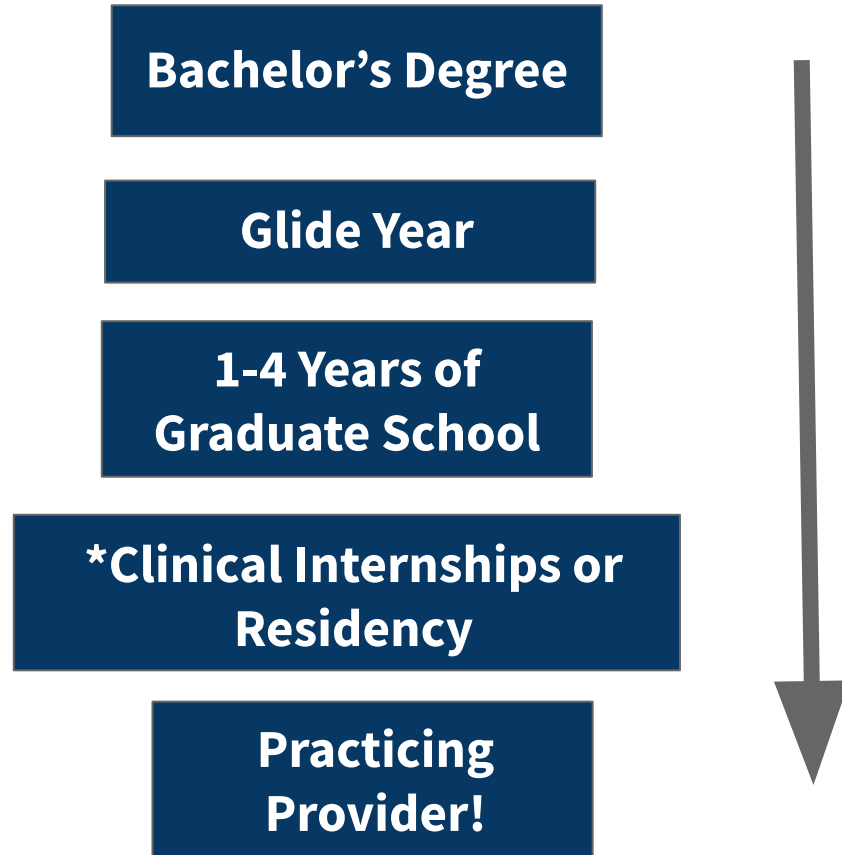 Bachelor’s Degree
Glide Year
1-4 Years of
Graduate School
*Clinical Internships or
Residency
Practicing
Provider!